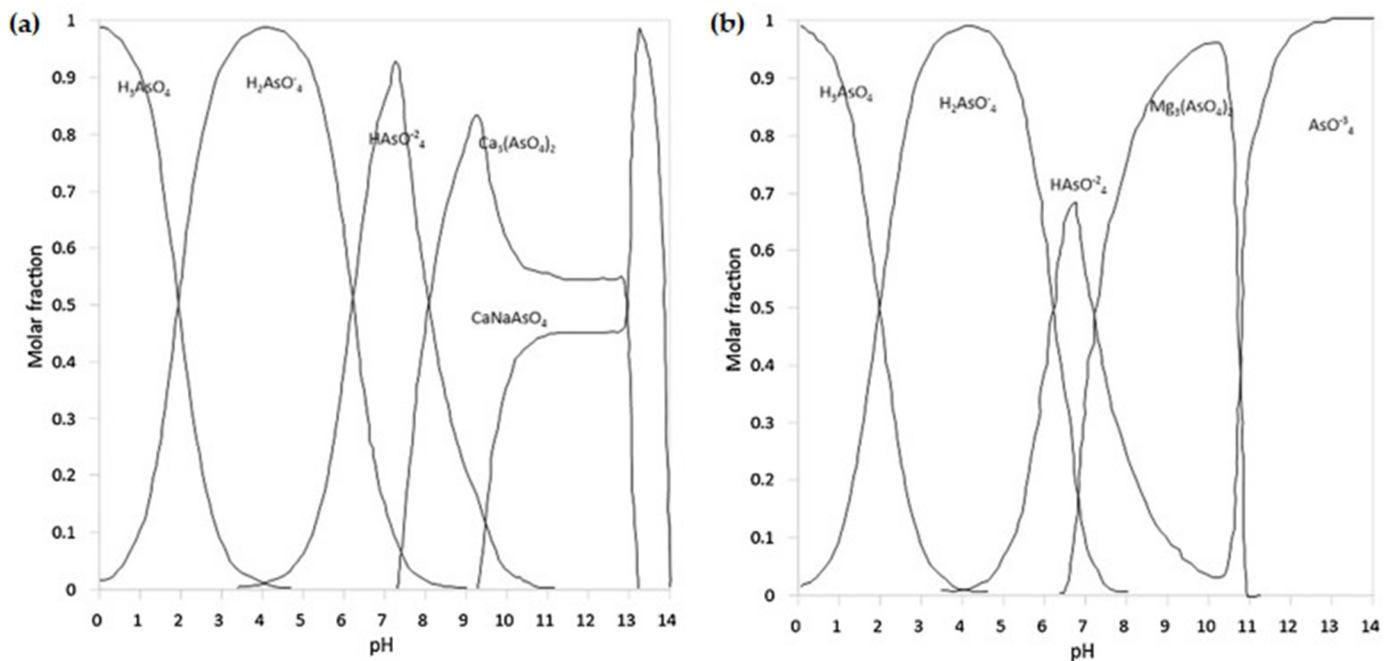 (a)
1
0.9
0.8
0.7
0.6
0.5
0.4
0.3
0.2
0.1
0
Molar fraction
H₃AsO₄
H₂AsO⁻₄
HAsO⁻²₄
Ca₃(AsO₄)₂
CaNaAsO₄
0 1 2 3 4 5 6 7 8 9 10 11 12 13 14
pH
(b)
1
0.9
0.8
0.7
0.6
0.5
0.4
0.3
0.2
0.1
0
Molar fraction
H₃AsO₄
H₂AsO⁻₄
HAsO⁻²₄
Mg₃(AsO₄)₂
AsO⁻³₄
0 1 2 3 4 5 6 7 8 9 10 11 12 13 14
pH